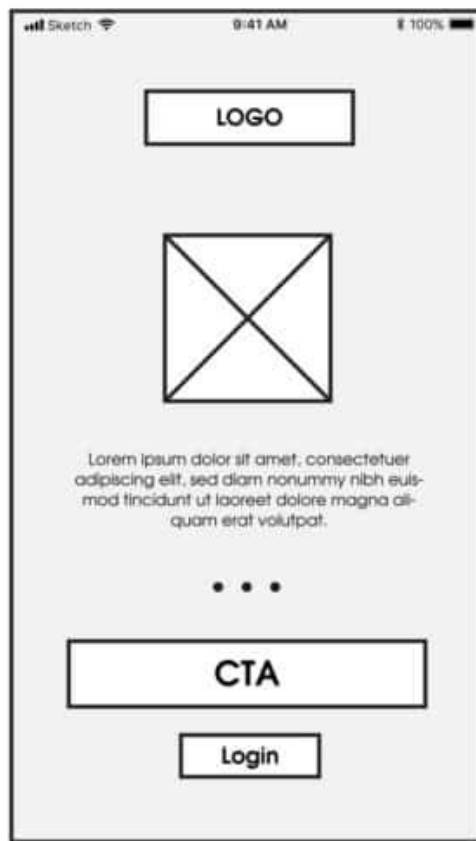 Sketch 9:41 AM 100%
LOGO
Lorem ipsum dolor sit amet, consectetuer
adipiscing elit, sed diam nonummy nibh euis-
mod tincidunt ut laoreet dolore magna ali-
quam erat volutpat.
CTA
Login